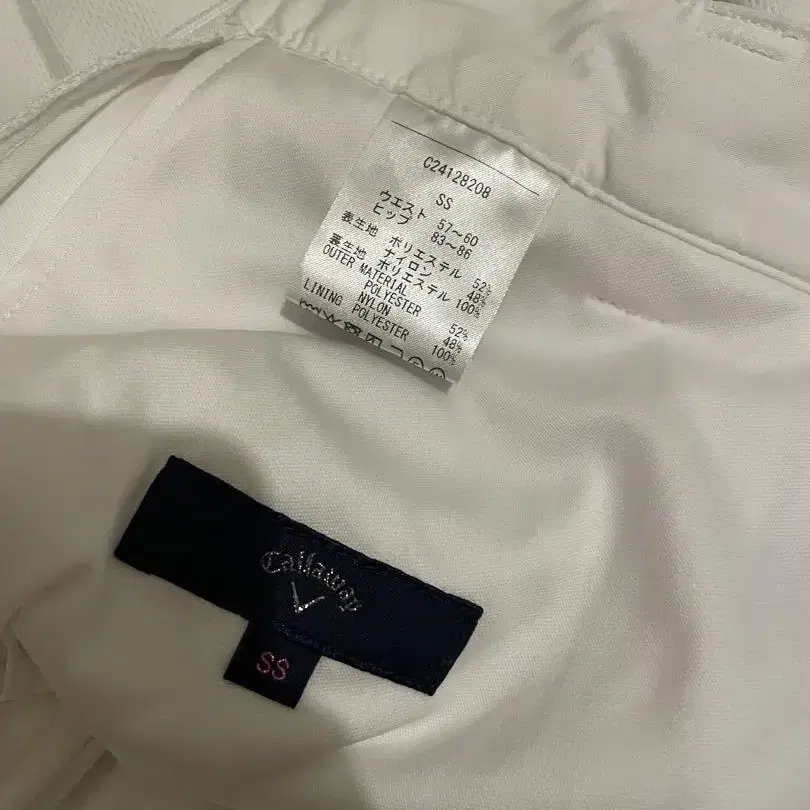 C24128208
SS
ウエスト 57~60
ヒップ 83~86
表生地 ポリエステル 52%
ナイロン 48%
裏生地 ポリエステル 100%
OUTER MATERIAL
POLYESTER 52%
NYLON 48%
LINING POLYESTER 100%
Callaway
SS